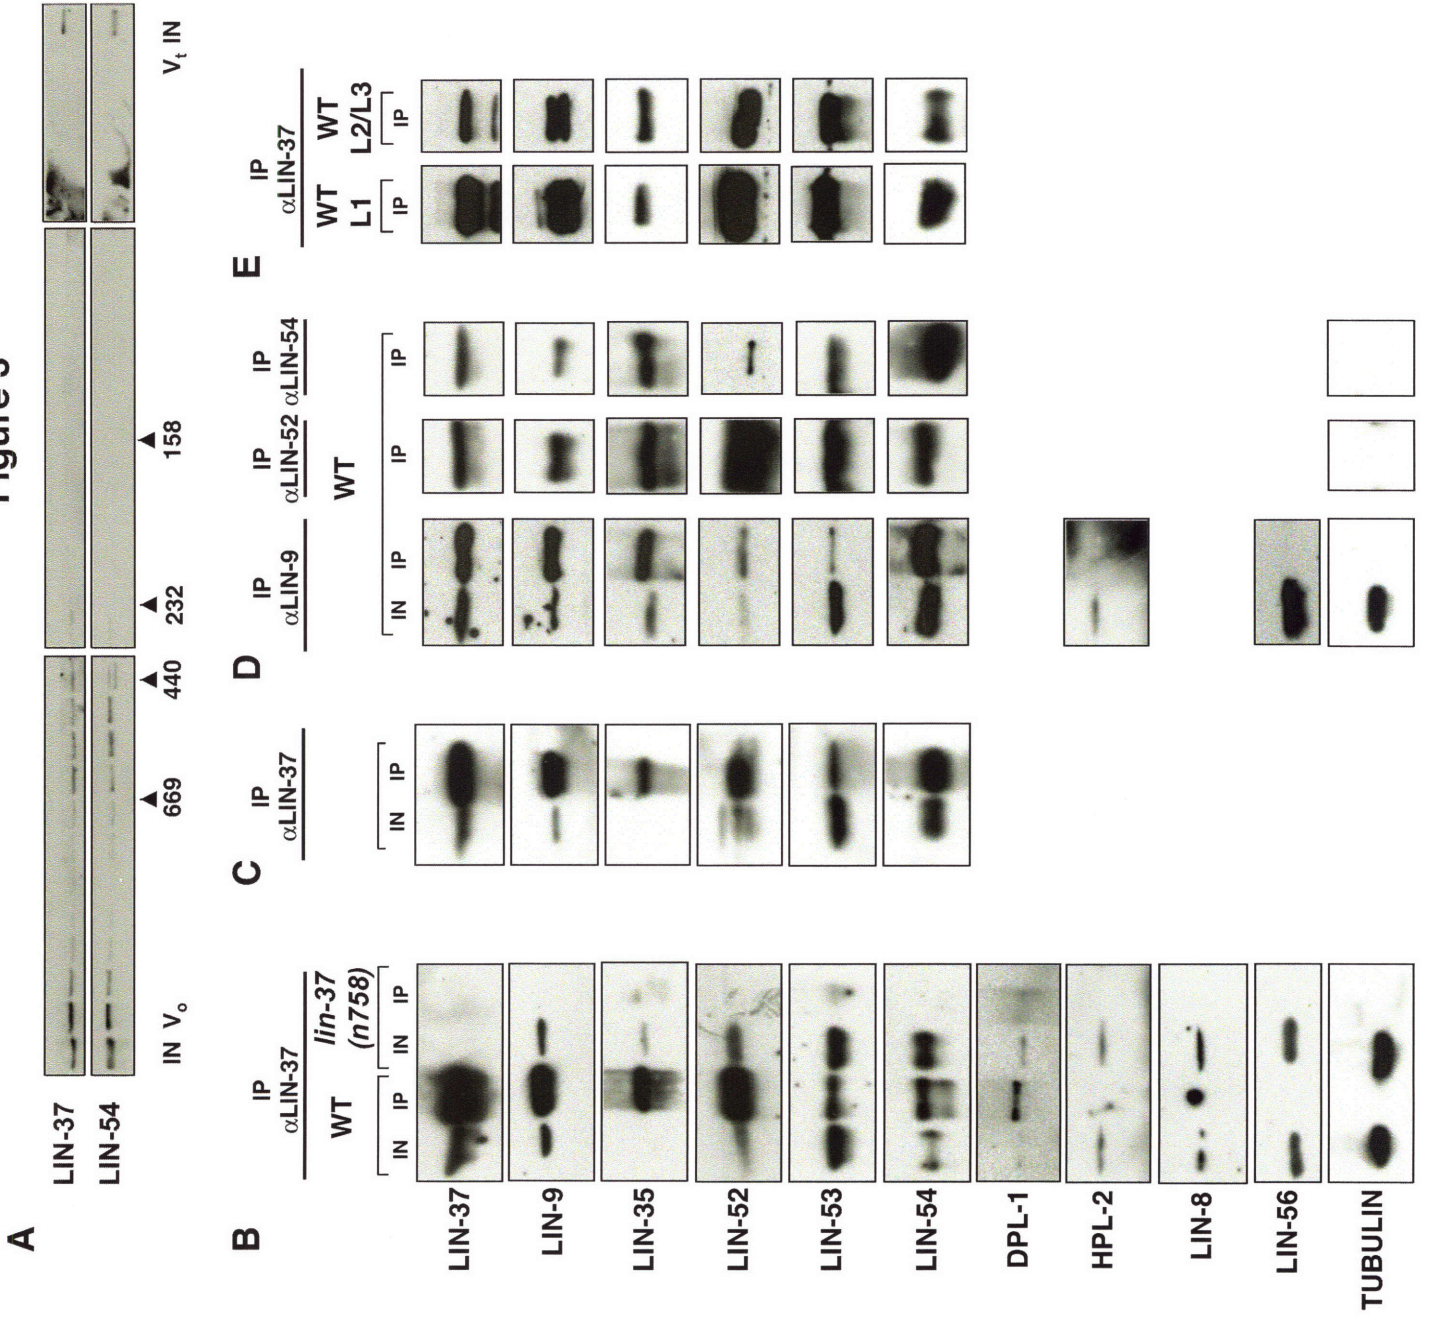 Figure 3
A
LIN-37
LIN-54
IN Vo
669
440
232
158
Vt IN
B
IP
αLIN-37
WT
lin-37
(n758)
IN IP IN IP
LIN-37
LIN-9
LIN-35
LIN-52
LIN-53
LIN-54
DPL-1
HPL-2
LIN-8
LIN-56
TUBULIN
C
IP
αLIN-37
IN IP
D
IP IP IP
αLIN-9 αLIN-52 αLIN-54
WT
IN IP IP IP
E
IP
αLIN-37
WT WT
L1 L2/L3
IP IP